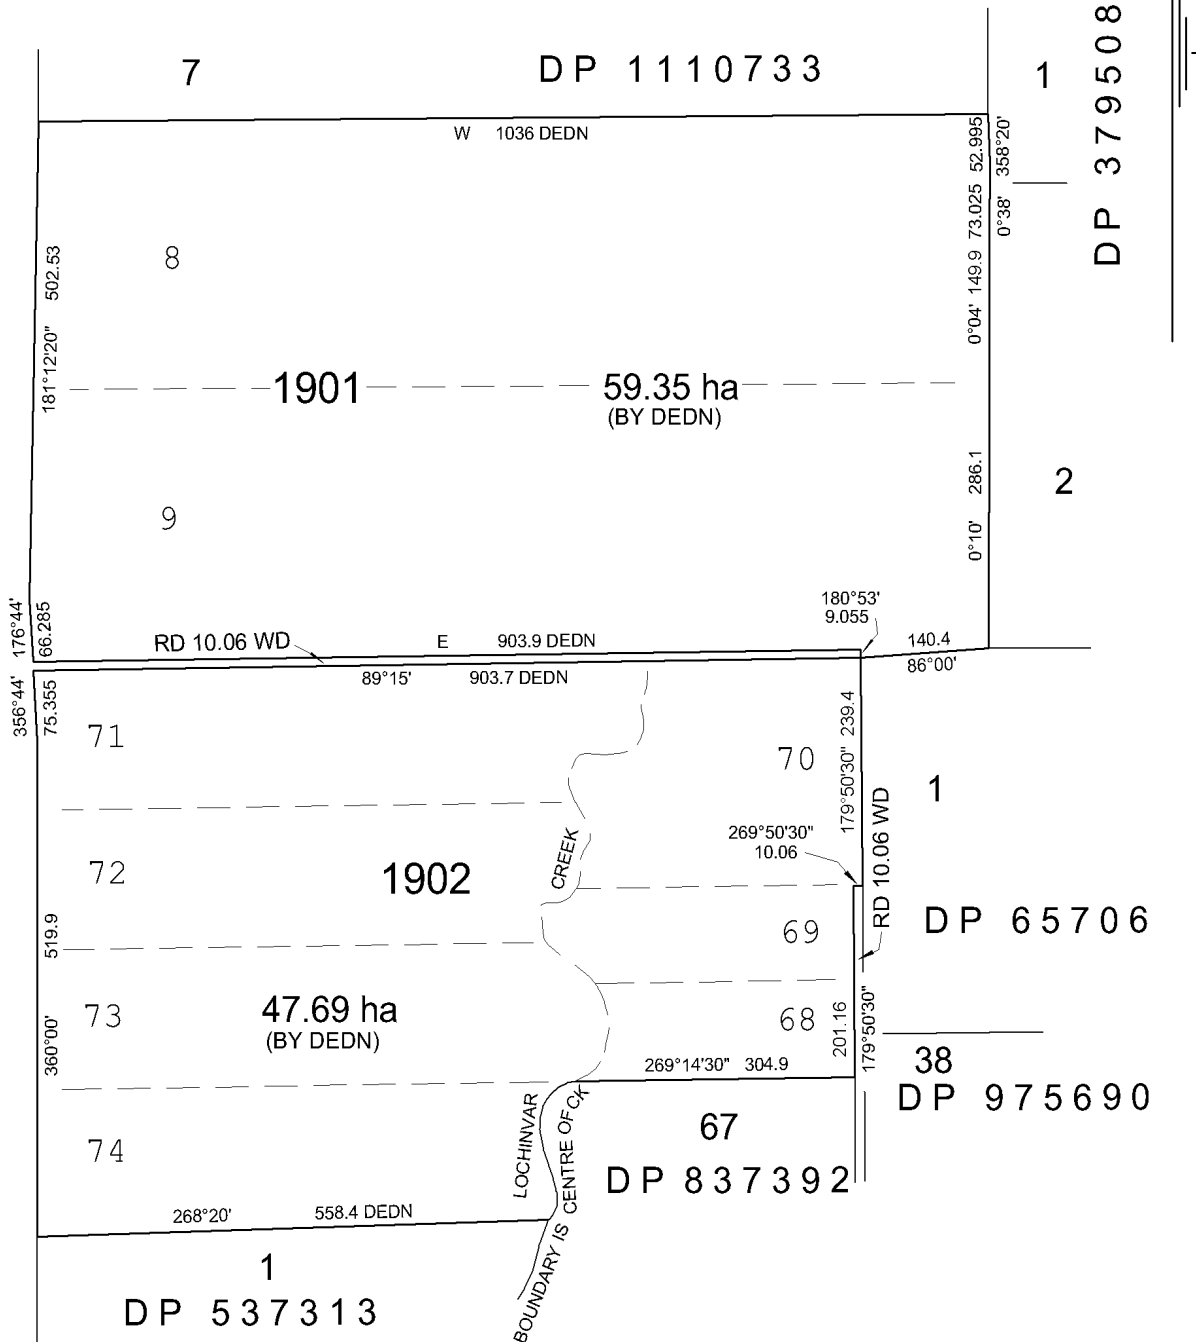 7
DP 1110733
1
DP 379508
W 1036 DEDN
52.995
358°20'
73.025
0°38'
149.9
0°04'
286.1
0°10'
8
502.53
181°12'20"
1901
59.35 ha
(BY DEDN)
2
9
176°44'
66.285
RD 10.06 WD
E 903.9 DEDN
180°53'
9.055
140.4
86°00'
89°15' 903.7 DEDN
356°44'
75.355
71
70
179°50'30" 239.4
1
72
1902
CREEK
269°50'30"
10.06
RD 10.06 WD
DP 65706
69
519.9
360°00'
73
47.69 ha
(BY DEDN)
68
201.16
179°50'30"
269°14'30" 304.9
38
DP 975690
74
LOCHINVAR
BOUNDARY IS CENTRE OF CK
67
DP 837392
268°20' 558.4 DEDN
1
DP 537313